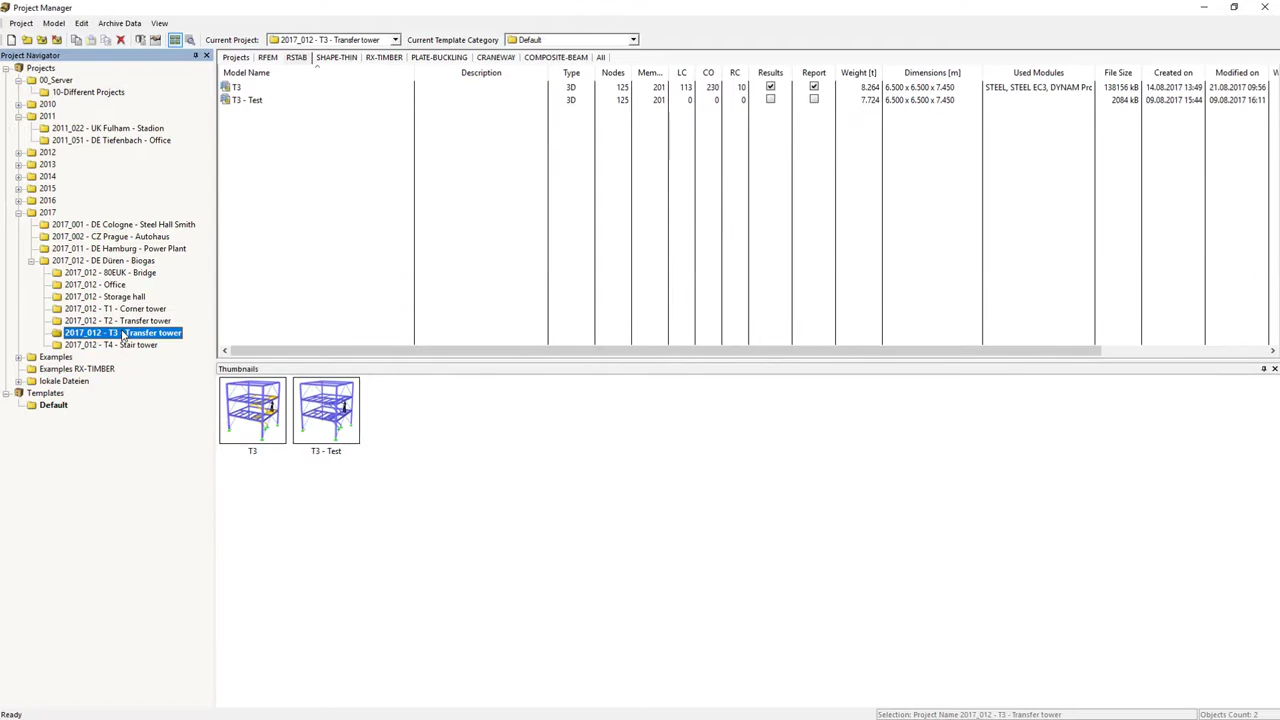 Project Manager
Project Model Edit Archive Data View
Current Project: 2017_012 - T3 - Transfer tower Current Template Category Default
Project Navigator
Projects
00_Server
10-Different Projects
2010
2011
2011_022 - UK Fulham - Stadion
2011_051 - DE Tiefenbach - Office
2012
2013
2014
2015
2016
2017
2017_001 - DE Cologne - Steel Hall Smith
2017_002 - CZ Prague - Autohaus
2017_011 - DE Hamburg - Power Plant
2017_012 - DE Düren - Biogas
2017_012 - 80EUK - Bridge
2017_012 - Office
2017_012 - Storage hall
2017_012 - T1 - Corner tower
2017_012 - T2 - Transfer tower
2017_012 - T3 - Transfer tower
2017_012 - T4 - Stair tower
Examples
Examples RX-TIMBER
lokale Dateien
Templates
Default
Projects RFEM RSTAB SHAPE-THIN RX-TIMBER PLATE-BUCKLING CRANEWAY COMPOSITE-BEAM All
Model Name Description Type Nodes Mem... LC CO RC Results Report Weight [t] Dimensions [m] Used Modules File Size Created on Modified on W
T3 3D 125 201 113 230 10 8.264 6.500 x 6.500 x 7.450 STEEL, STEEL EC3, DYNAM Prc 138156 kB 14.08.2017 13:49 21.08.2017 09:56
T3 - Test 3D 125 201 0 0 0 7.724 6.500 x 6.500 x 7.450 2084 kB 09.08.2017 15:44 09.08.2017 16:11
Thumbnails
T3 T3 - Test
Ready Selection: Project Name 2017_012 - T3 - Transfer tower Objects Count: 2